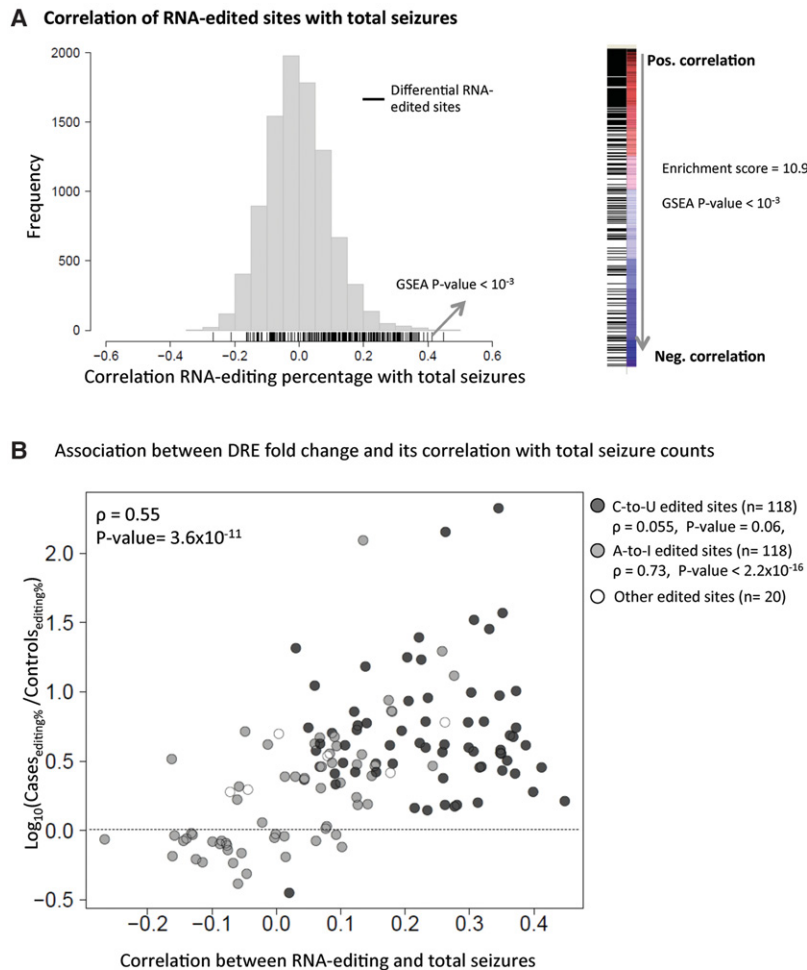 A Correlation of RNA-edited sites with total seizures
2000
1500
1000
500
0
Frequency
Differential RNA-
edited sites
GSEA P-value < 10⁻³
−0.6 −0.4 −0.2 0.0 0.2 0.4 0.6
Correlation RNA-editing percentage with total seizures
Pos. correlation
Enrichment score = 10.9
GSEA P-value < 10⁻³
Neg. correlation
B Association between DRE fold change and its correlation with total seizure counts
ρ = 0.55
P-value= 3.6x10⁻¹¹
2.0
1.5
1.0
0.5
0.0
−0.5
Log₁₀(Cases editing% /Controls editing%)
−0.2 −0.1 0.0 0.1 0.2 0.3 0.4
Correlation between RNA-editing and total seizures
C-to-U edited sites (n= 118)
ρ = 0.055, P-value = 0.06,
A-to-I edited sites (n= 118)
ρ = 0.73, P-value < 2.2x10⁻¹⁶
Other edited sites (n= 20)